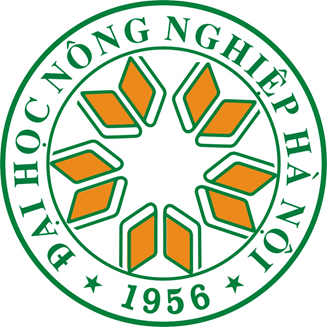 ĐẠI HỌC NÔNG NGHIỆP HÀ NỘI
1956